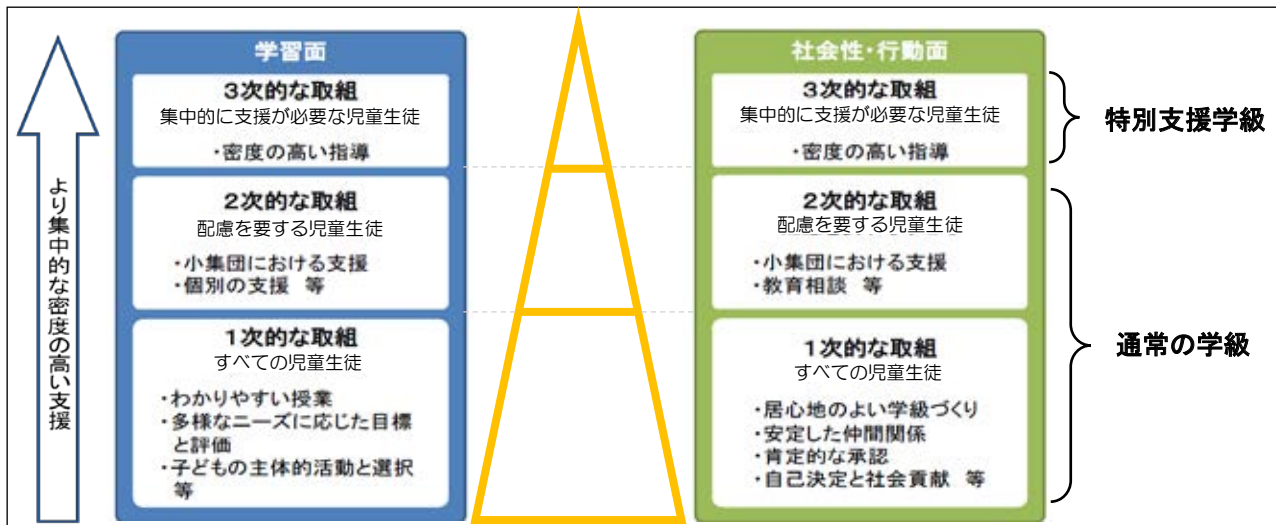 より集中的な密度の高い支援
学習面
3次的な取組
集中的に支援が必要な児童生徒
・密度の高い指導
2次的な取組
配慮を要する児童生徒
・小集団における支援
・個別の支援 等
1次的な取組
すべての児童生徒
・わかりやすい授業
・多様なニーズに応じた目標
と評価
・子どもの主体的活動と選択
等
社会性・行動面
3次的な取組
集中的に支援が必要な児童生徒
・密度の高い指導
2次的な取組
配慮を要する児童生徒
・小集団における支援
・教育相談 等
1次的な取組
すべての児童生徒
・居心地のよい学級づくり
・安定した仲間関係
・肯定的な承認
・自己決定と社会貢献 等
特別支援学級
通常の学級